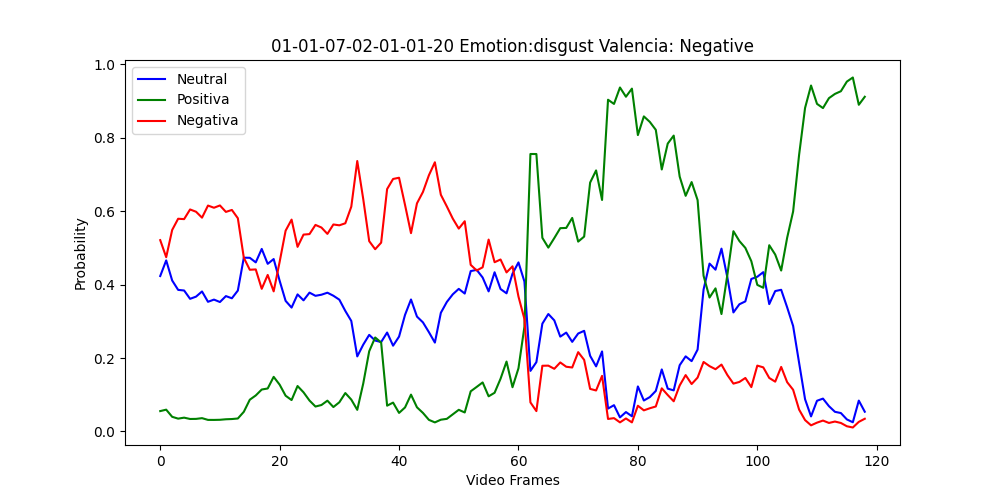 01-01-07-02-01-01-20 Emotion:disgust Valencia: Negative
Neutral
Positiva
Negativa
Probability
1.0
0.8
0.6
0.4
0.2
0.0
0 20 40 60 80 100 120
Video Frames